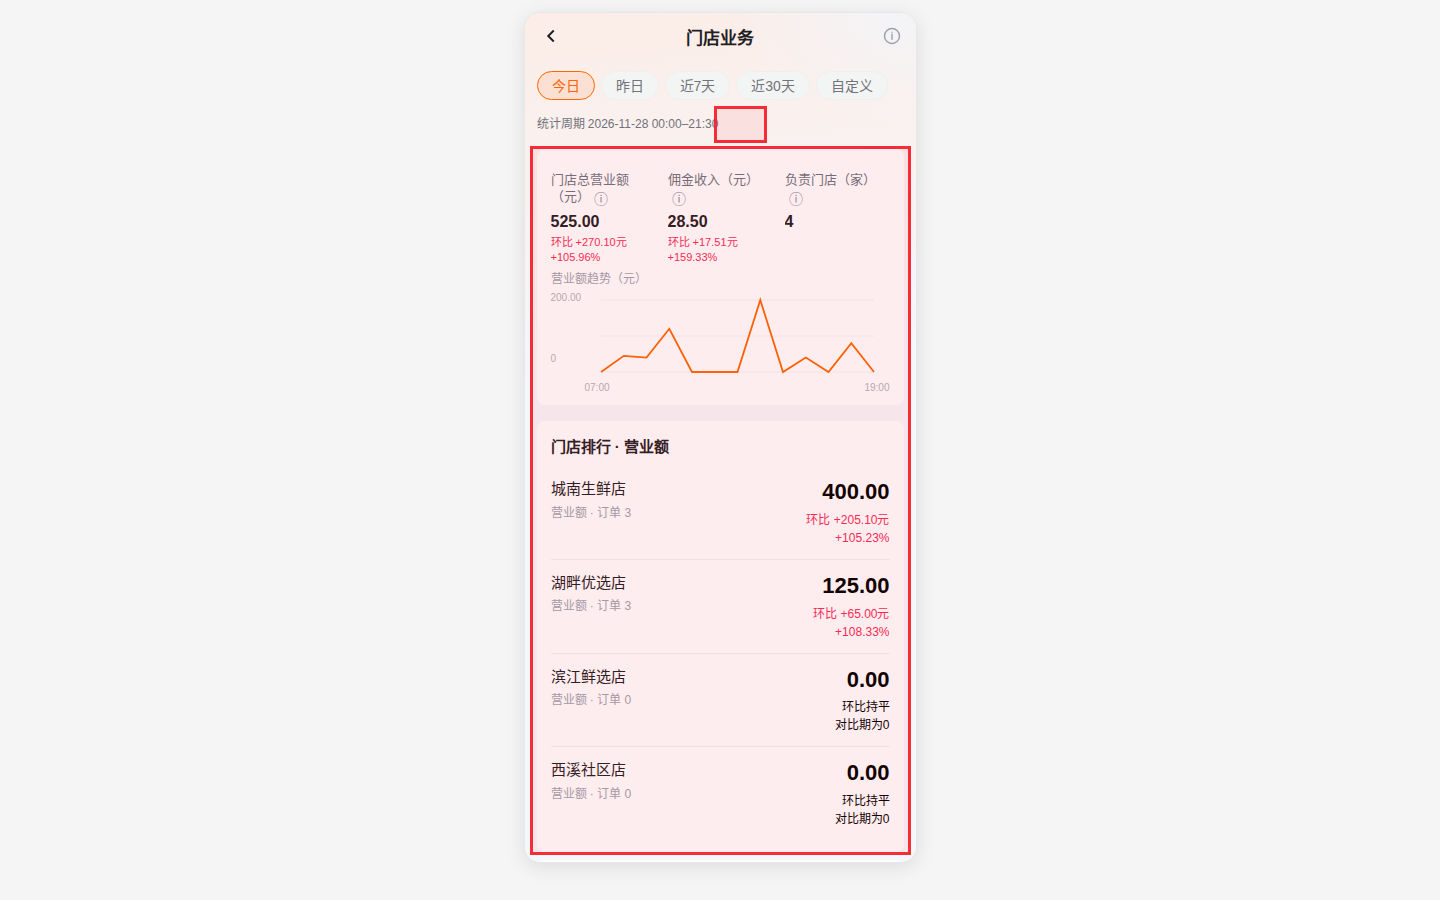 门店业务
今日 昨日 近7天 近30天 自定义
统计周期 2026-11-28 00:00–21:30
门店总营业额（元） 佣金收入（元） 负责门店（家）
525.00 28.50 4
环比 +270.10元 环比 +17.51元
+105.96% +159.33%
营业额趋势（元）
200.00
0
07:00 19:00
门店排行 · 营业额
城南生鲜店 400.00
营业额 · 订单 3 环比 +205.10元
+105.23%
湖畔优选店 125.00
营业额 · 订单 3 环比 +65.00元
+108.33%
滨江鲜选店 0.00
营业额 · 订单 0 环比持平
对比期为0
西溪社区店 0.00
营业额 · 订单 0 环比持平
对比期为0